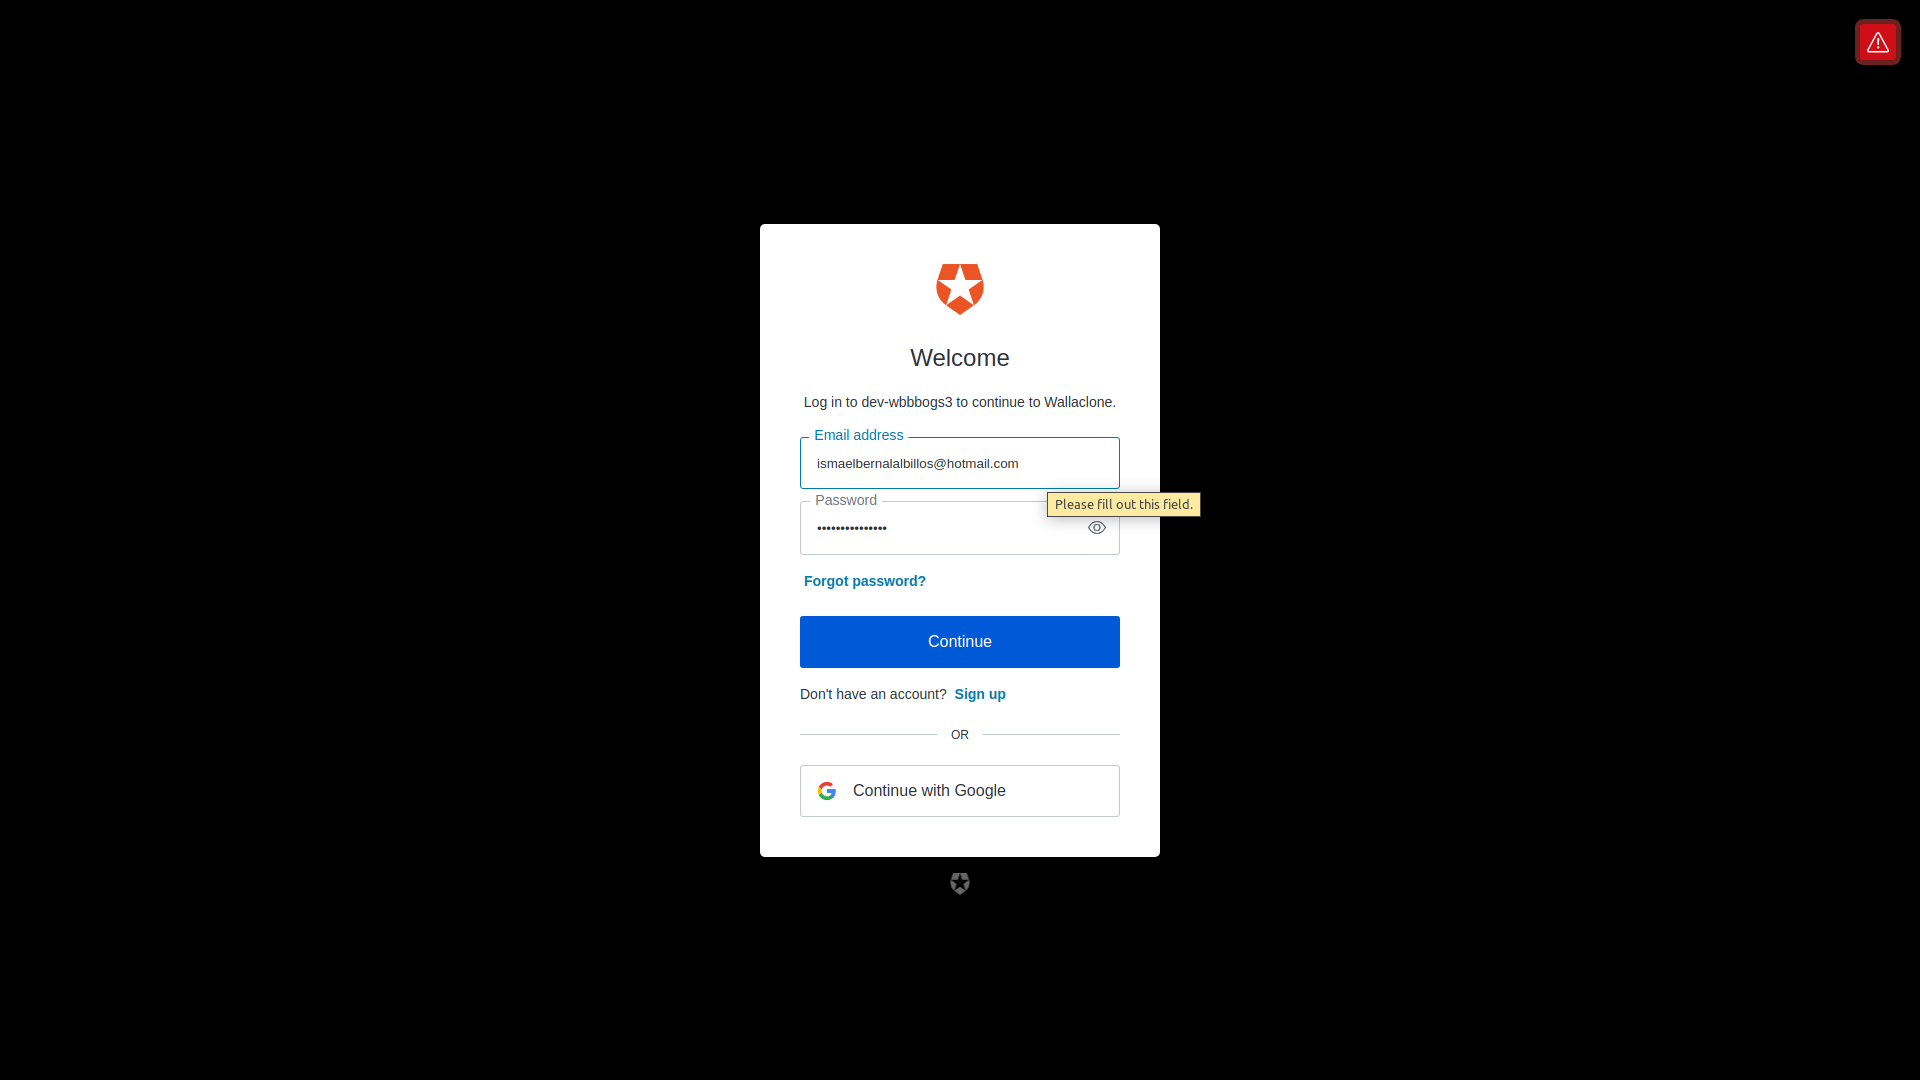 Welcome
Log in to dev-wbbbogs3 to continue to Wallaclone.
Email address
ismaelbernalalbillos@hotmail.com
Please fill out this field.
Password
•••••••••••••••
Forgot password?
Continue
Don't have an account? Sign up
OR
Continue with Google